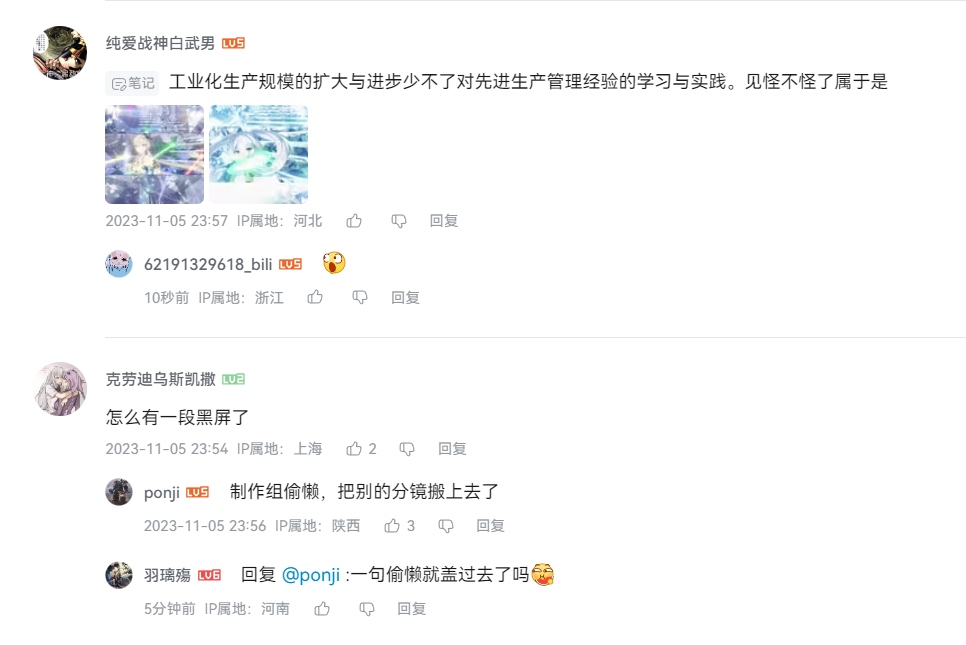 纯爱战神白武男 LV5
笔记 工业化生产规模的扩大与进步少不了对先进生产管理经验的学习与实践。见怪不怪了属于是
2023-11-05 23:57 IP属地：河北 回复
62191329618_bili LV5
10秒前 IP属地：浙江 回复
克劳迪乌斯凯撒 LV2
怎么有一段黑屏了
2023-11-05 23:54 IP属地：上海 2 回复
ponji LV5 制作组偷懒，把别的分镜搬上去了
2023-11-05 23:56 IP属地：陕西 3 回复
羽璃殇 LV6 回复 @ponji :一句偷懒就盖过去了吗
5分钟前 IP属地：河南 回复